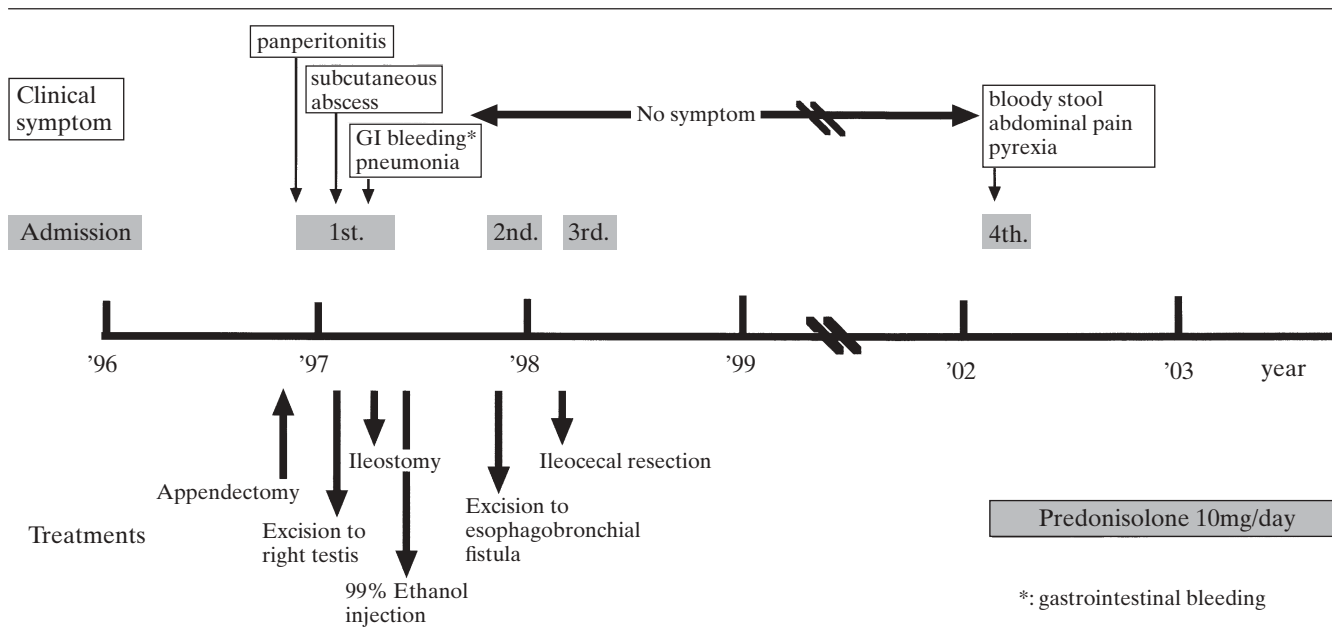 panperitonitis
subcutaneous
abscess
Clinical
symptom
GI bleeding*
pneumonia
No symptom
bloody stool
abdominal pain
pyrexia
Admission
1st.
2nd.
3rd.
4th.
'96
'97
'98
'99
'02
'03
year
Appendectomy
Ileostomy
Ileocecal resection
Treatments
Excision to
right testis
Excision to
esophagobronchial
fistula
99% Ethanol
injection
Predonisolone 10mg/day
*: gastrointestinal bleeding